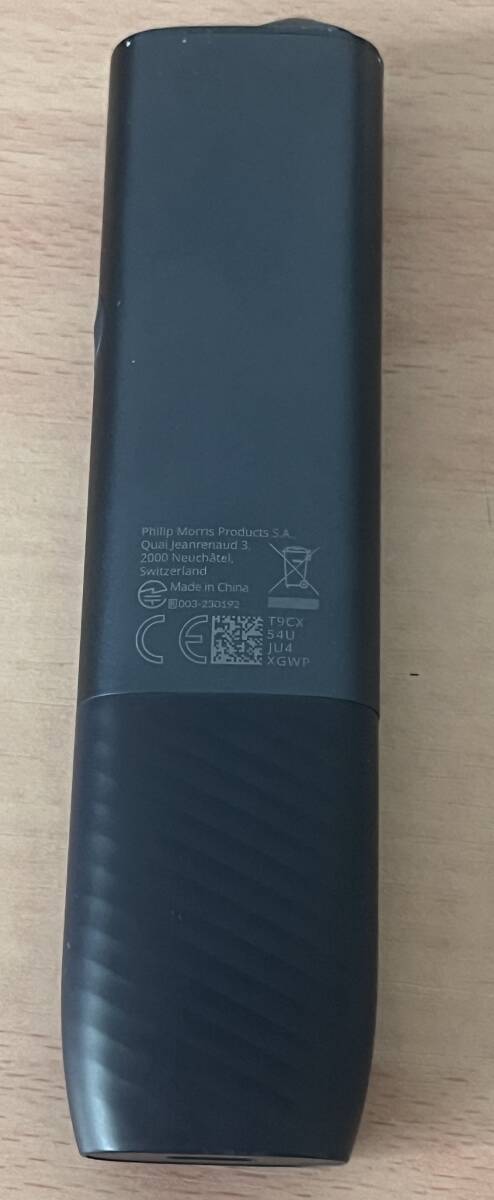 Philip Morris Products S.A.
Quai Jeanrenaud 3,
2000 Neuchâtel,
Switzerland
Made in China
R 003-230192
CE
T9CX
54U
JU4
XGWP